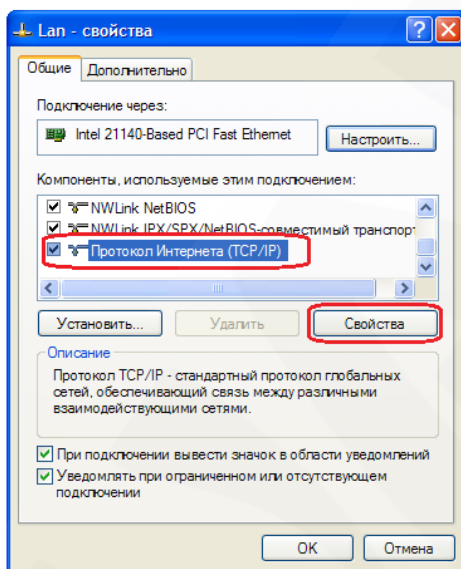 Lan - свойства
Общие Дополнительно
Подключение через:
Intel 21140-Based PCI Fast Ethernet Настроить...
Компоненты, используемые этим подключением:
NWLink NetBIOS
NWLink IPX/SPX/NetBIOS-совместимый транспорт
Протокол Интернета (TCP/IP)
Установить... Удалить Свойства
Описание
Протокол TCP/IP - стандартный протокол глобальных
сетей, обеспечивающий связь между различными
взаимодействующими сетями.
При подключении вывести значок в области уведомлений
Уведомлять при ограниченном или отсутствующем
подключении
OK Отмена